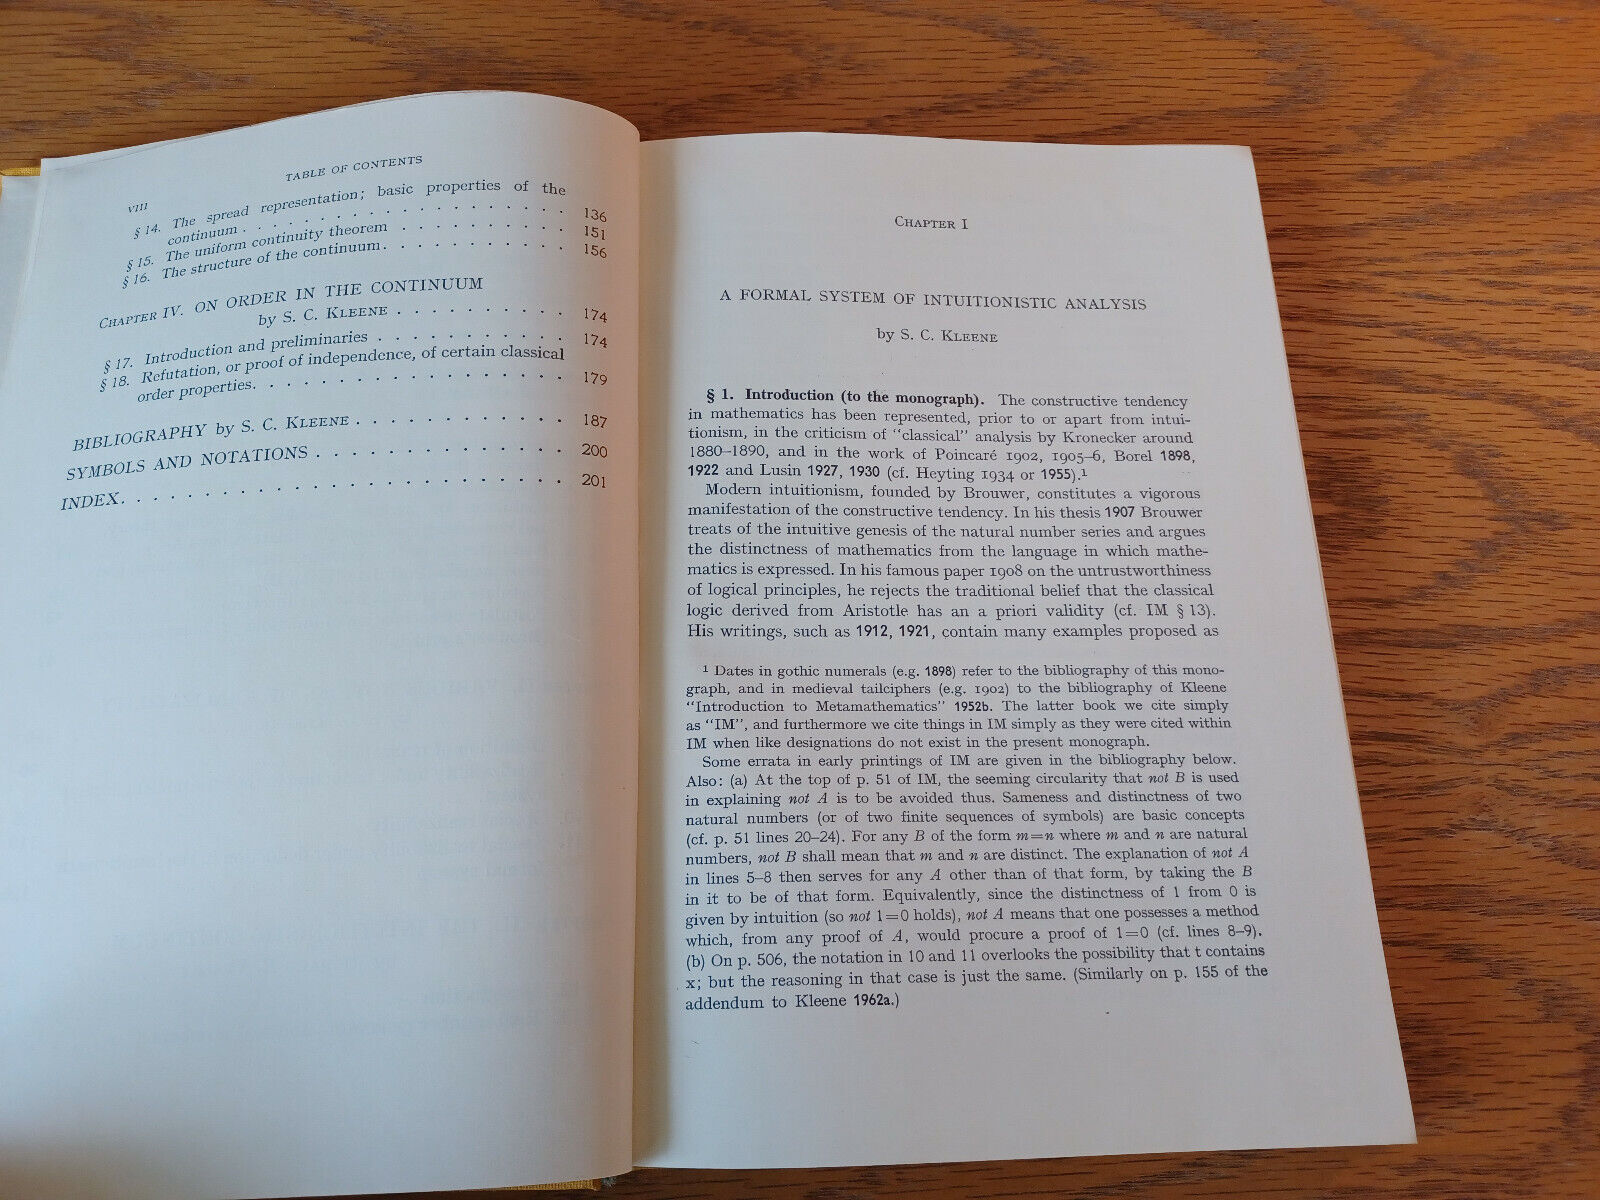 TABLE OF CONTENTS
VIII
§ 14. The spread representation; basic properties of the
continuum . . . . . . . . . . . . . . . . . 136
§ 15. The uniform continuity theorem . . . . . . . . . . 151
§ 16. The structure of the continuum. . . . . . . . . . . 156
CHAPTER IV. ON ORDER IN THE CONTINUUM
by S. C. KLEENE . . . . . . . . . . 174
§ 17. Introduction and preliminaries . . . . . . . . . . . 174
§ 18. Refutation, or proof of independence, of certain classical
order properties. . . . . . . . . . . . . . . . . 179
BIBLIOGRAPHY by S. C. KLEENE . . . . . . . . . . . 187
SYMBOLS AND NOTATIONS . . . . . . . . . . . . . . 200
INDEX. . . . . . . . . . . . . . . . . . . . . . . . . 201
CHAPTER I
A FORMAL SYSTEM OF INTUITIONISTIC ANALYSIS
by S. C. KLEENE
§ 1. Introduction (to the monograph). The constructive tendency
in mathematics has been represented, prior to or apart from intui-
tionism, in the criticism of "classical" analysis by Kronecker around
1880–1890, and in the work of Poincaré 1902, 1905–6, Borel 1898,
1922 and Lusin 1927, 1930 (cf. Heyting 1934 or 1955).¹
Modern intuitionism, founded by Brouwer, constitutes a vigorous
manifestation of the constructive tendency. In his thesis 1907 Brouwer
treats of the intuitive genesis of the natural number series and argues
the distinctness of mathematics from the language in which mathe-
matics is expressed. In his famous paper 1908 on the untrustworthiness
of logical principles, he rejects the traditional belief that the classical
logic derived from Aristotle has an a priori validity (cf. IM § 13).
His writings, such as 1912, 1921, contain many examples proposed as
¹ Dates in gothic numerals (e.g. 1898) refer to the bibliography of this mono-
graph, and in medieval tailciphers (e.g. 1902) to the bibliography of Kleene
"Introduction to Metamathematics" 1952b. The latter book we cite simply
as "IM", and furthermore we cite things in IM simply as they were cited within
IM when like designations do not exist in the present monograph.
Some errata in early printings of IM are given in the bibliography below.
Also: (a) At the top of p. 51 of IM, the seeming circularity that not B is used
in explaining not A is to be avoided thus. Sameness and distinctness of two
natural numbers (or of two finite sequences of symbols) are basic concepts
(cf. p. 51 lines 20–24). For any B of the form m=n where m and n are natural
numbers, not B shall mean that m and n are distinct. The explanation of not A
in lines 5–8 then serves for any A other than of that form, by taking the B
in it to be of that form. Equivalently, since the distinctness of 1 from 0 is
given by intuition (so not 1=0 holds), not A means that one possesses a method
which, from any proof of A, would procure a proof of 1=0 (cf. lines 8–9).
(b) On p. 506, the notation in 10 and 11 overlooks the possibility that t contains
x; but the reasoning in that case is just the same. (Similarly on p. 155 of the
addendum to Kleene 1962a.)